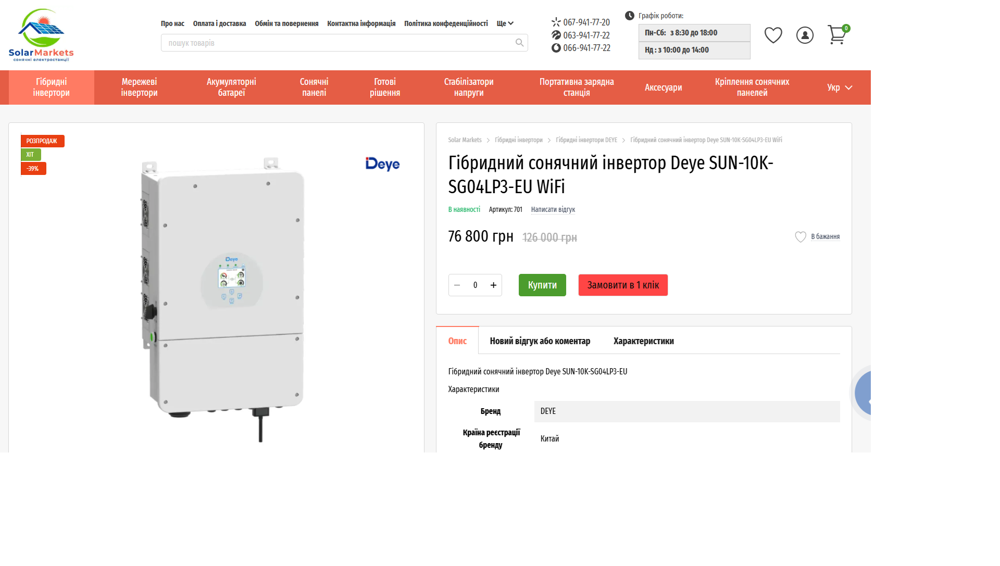 SolarMarkets
сонячні електростанції
Про нас
Оплата і доставка
Обмін та повернення
Контактна інформація
Політика конфеденційності
Ще
пошук товарів
067-941-77-20
063-941-77-22
066-941-77-22
Графік роботи:
Пн-Сб: з 8:30 до 18:00
Нд : з 10:00 до 14:00
0
Гібридні
інвертори
Мережеві
інвертори
Акумуляторні
батареї
Сонячні
панелі
Готові
рішення
Стабілізатори
напруги
Портативна зарядна
станція
Аксесуари
Кріплення сонячних
панелей
Укр
РОЗПРОДАЖ
ХІТ
-39%
Deye
Deye
Solar Markets
Гібридні інвертори
Гібридні інвертори DEYE
Гібридний сонячний інвертор Deye SUN-10K-SG04LP3-EU WiFi
Гібридний сонячний інвертор Deye SUN-10K-
SG04LP3-EU WiFi
В наявності
Артикул: 701
Написати відгук
76 800 грн
126 000 грн
В бажання
0
Купити
Замовити в 1 клік
Опис
Новий відгук або коментар
Характеристики
Гібридний сонячний інвертор Deye SUN-10K-SG04LP3-EU
Характеристики
Бренд
DEYE
Країна реєстрації
бренду
Китай